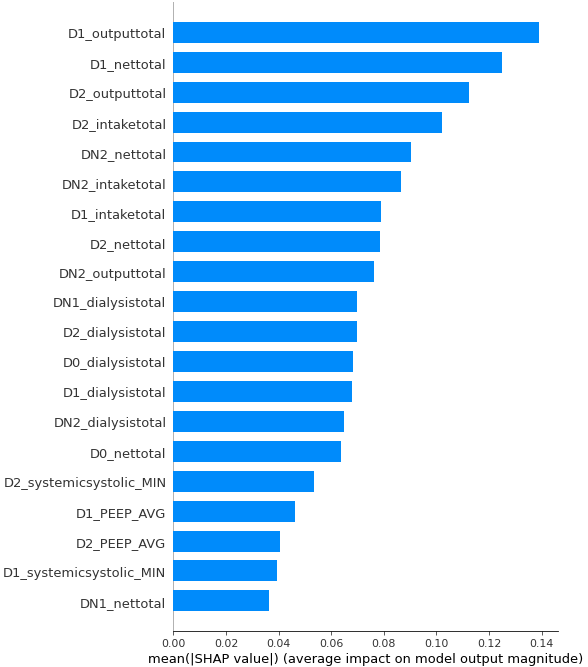 D1_outputtotal
D1_nettotal
D2_outputtotal
D2_intaketotal
DN2_nettotal
DN2_intaketotal
D1_intaketotal
D2_nettotal
DN2_outputtotal
DN1_dialysistotal
D2_dialysistotal
D0_dialysistotal
D1_dialysistotal
DN2_dialysistotal
D0_nettotal
D2_systemicsystolic_MIN
D1_PEEP_AVG
D2_PEEP_AVG
D1_systemicsystolic_MIN
DN1_nettotal
0.00 0.02 0.04 0.06 0.08 0.10 0.12 0.14
mean(|SHAP value|) (average impact on model output magnitude)